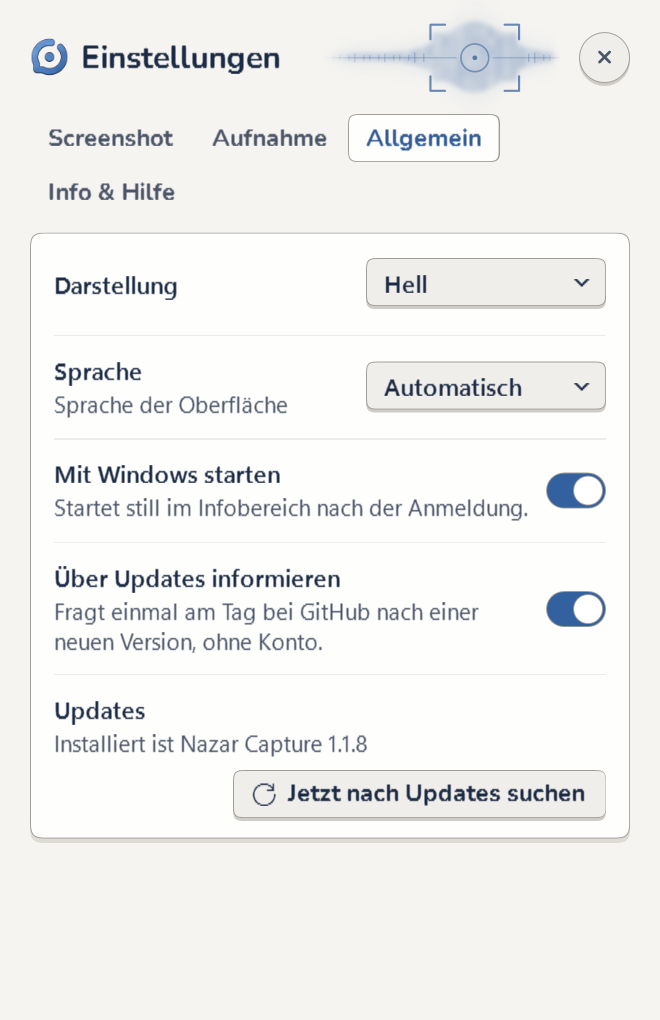 Einstellungen
Screenshot
Aufnahme
Allgemein
Info & Hilfe
Darstellung
Hell
Sprache
Sprache der Oberfläche
Automatisch
Mit Windows starten
Startet still im Infobereich nach der Anmeldung.
Über Updates informieren
Fragt einmal am Tag bei GitHub nach einer
neuen Version, ohne Konto.
Updates
Installiert ist Nazar Capture 1.1.8
Jetzt nach Updates suchen